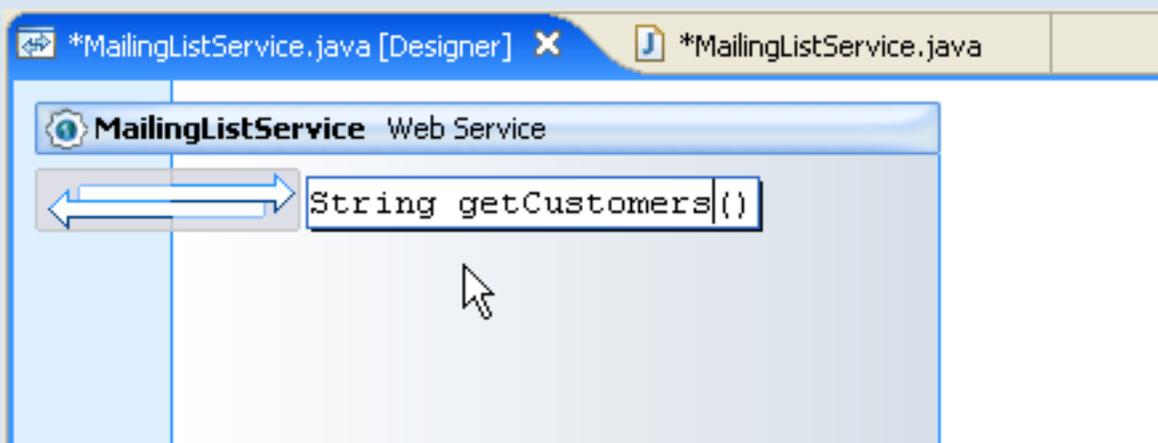 *MailingListService.java [Designer] *MailingListService.java
MailingListService Web Service
String getCustomers()